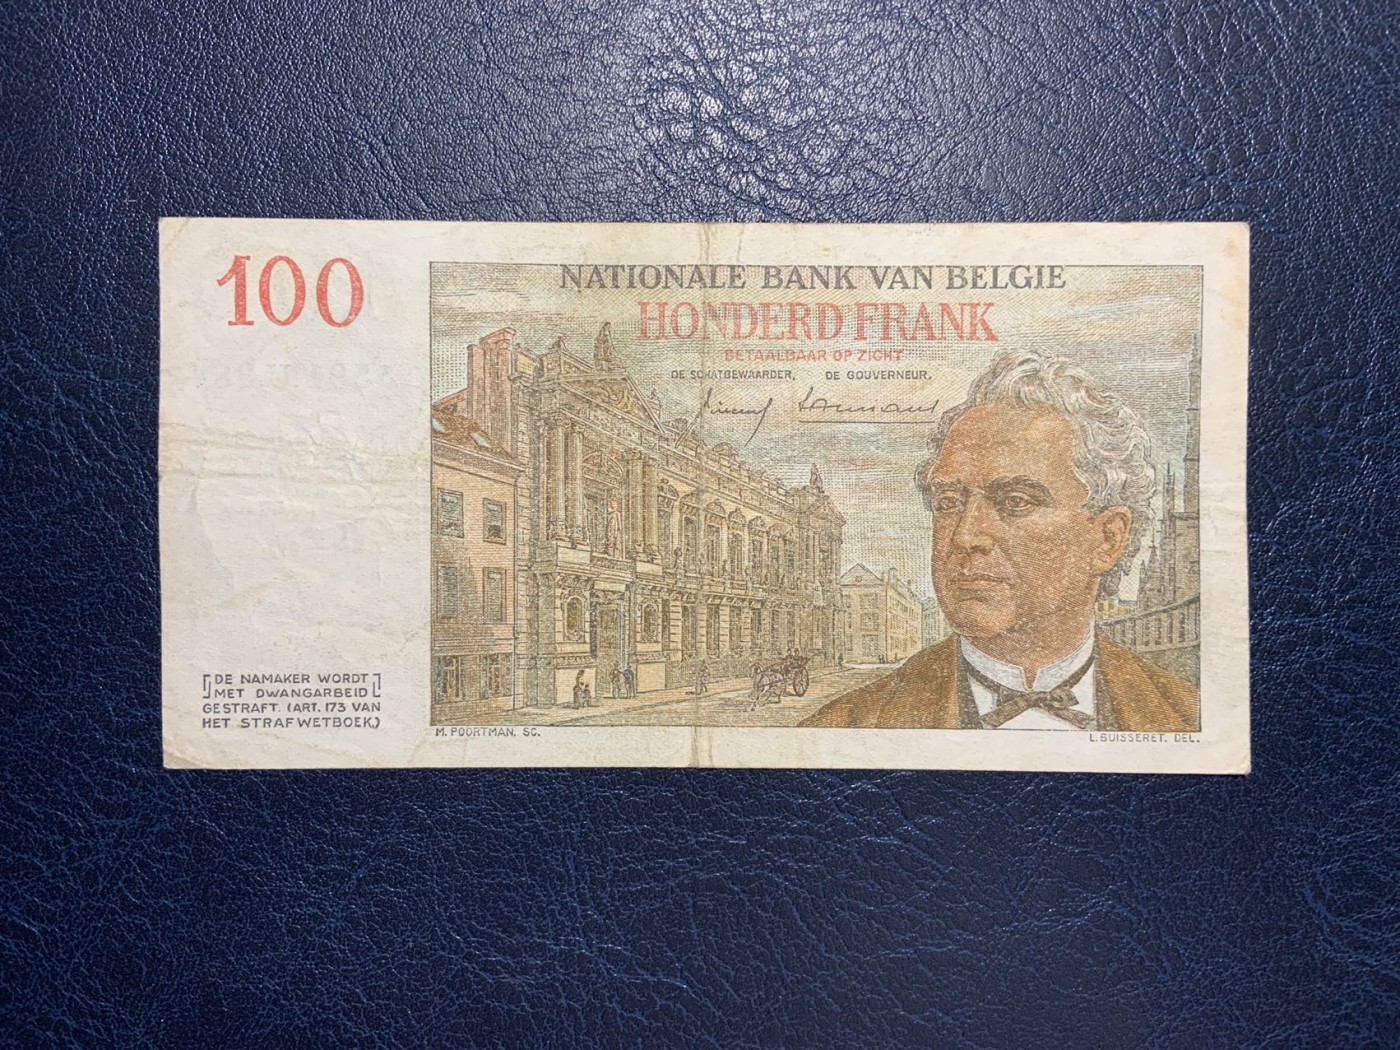 100
NATIONALE BANK VAN BELGIE
HONDERD FRANK
BETAALBAAR OP ZICHT
DE SCHATBEWAARDER, DE GOUVERNEUR.
[DE NAMAKER WORDT]
MET DWANGARBEID
GESTRAFT. (ART. 173 VAN
HET STRAFWETBOEK.)
M. POORTMAN. SC.
L. BUISSERET. DEL.